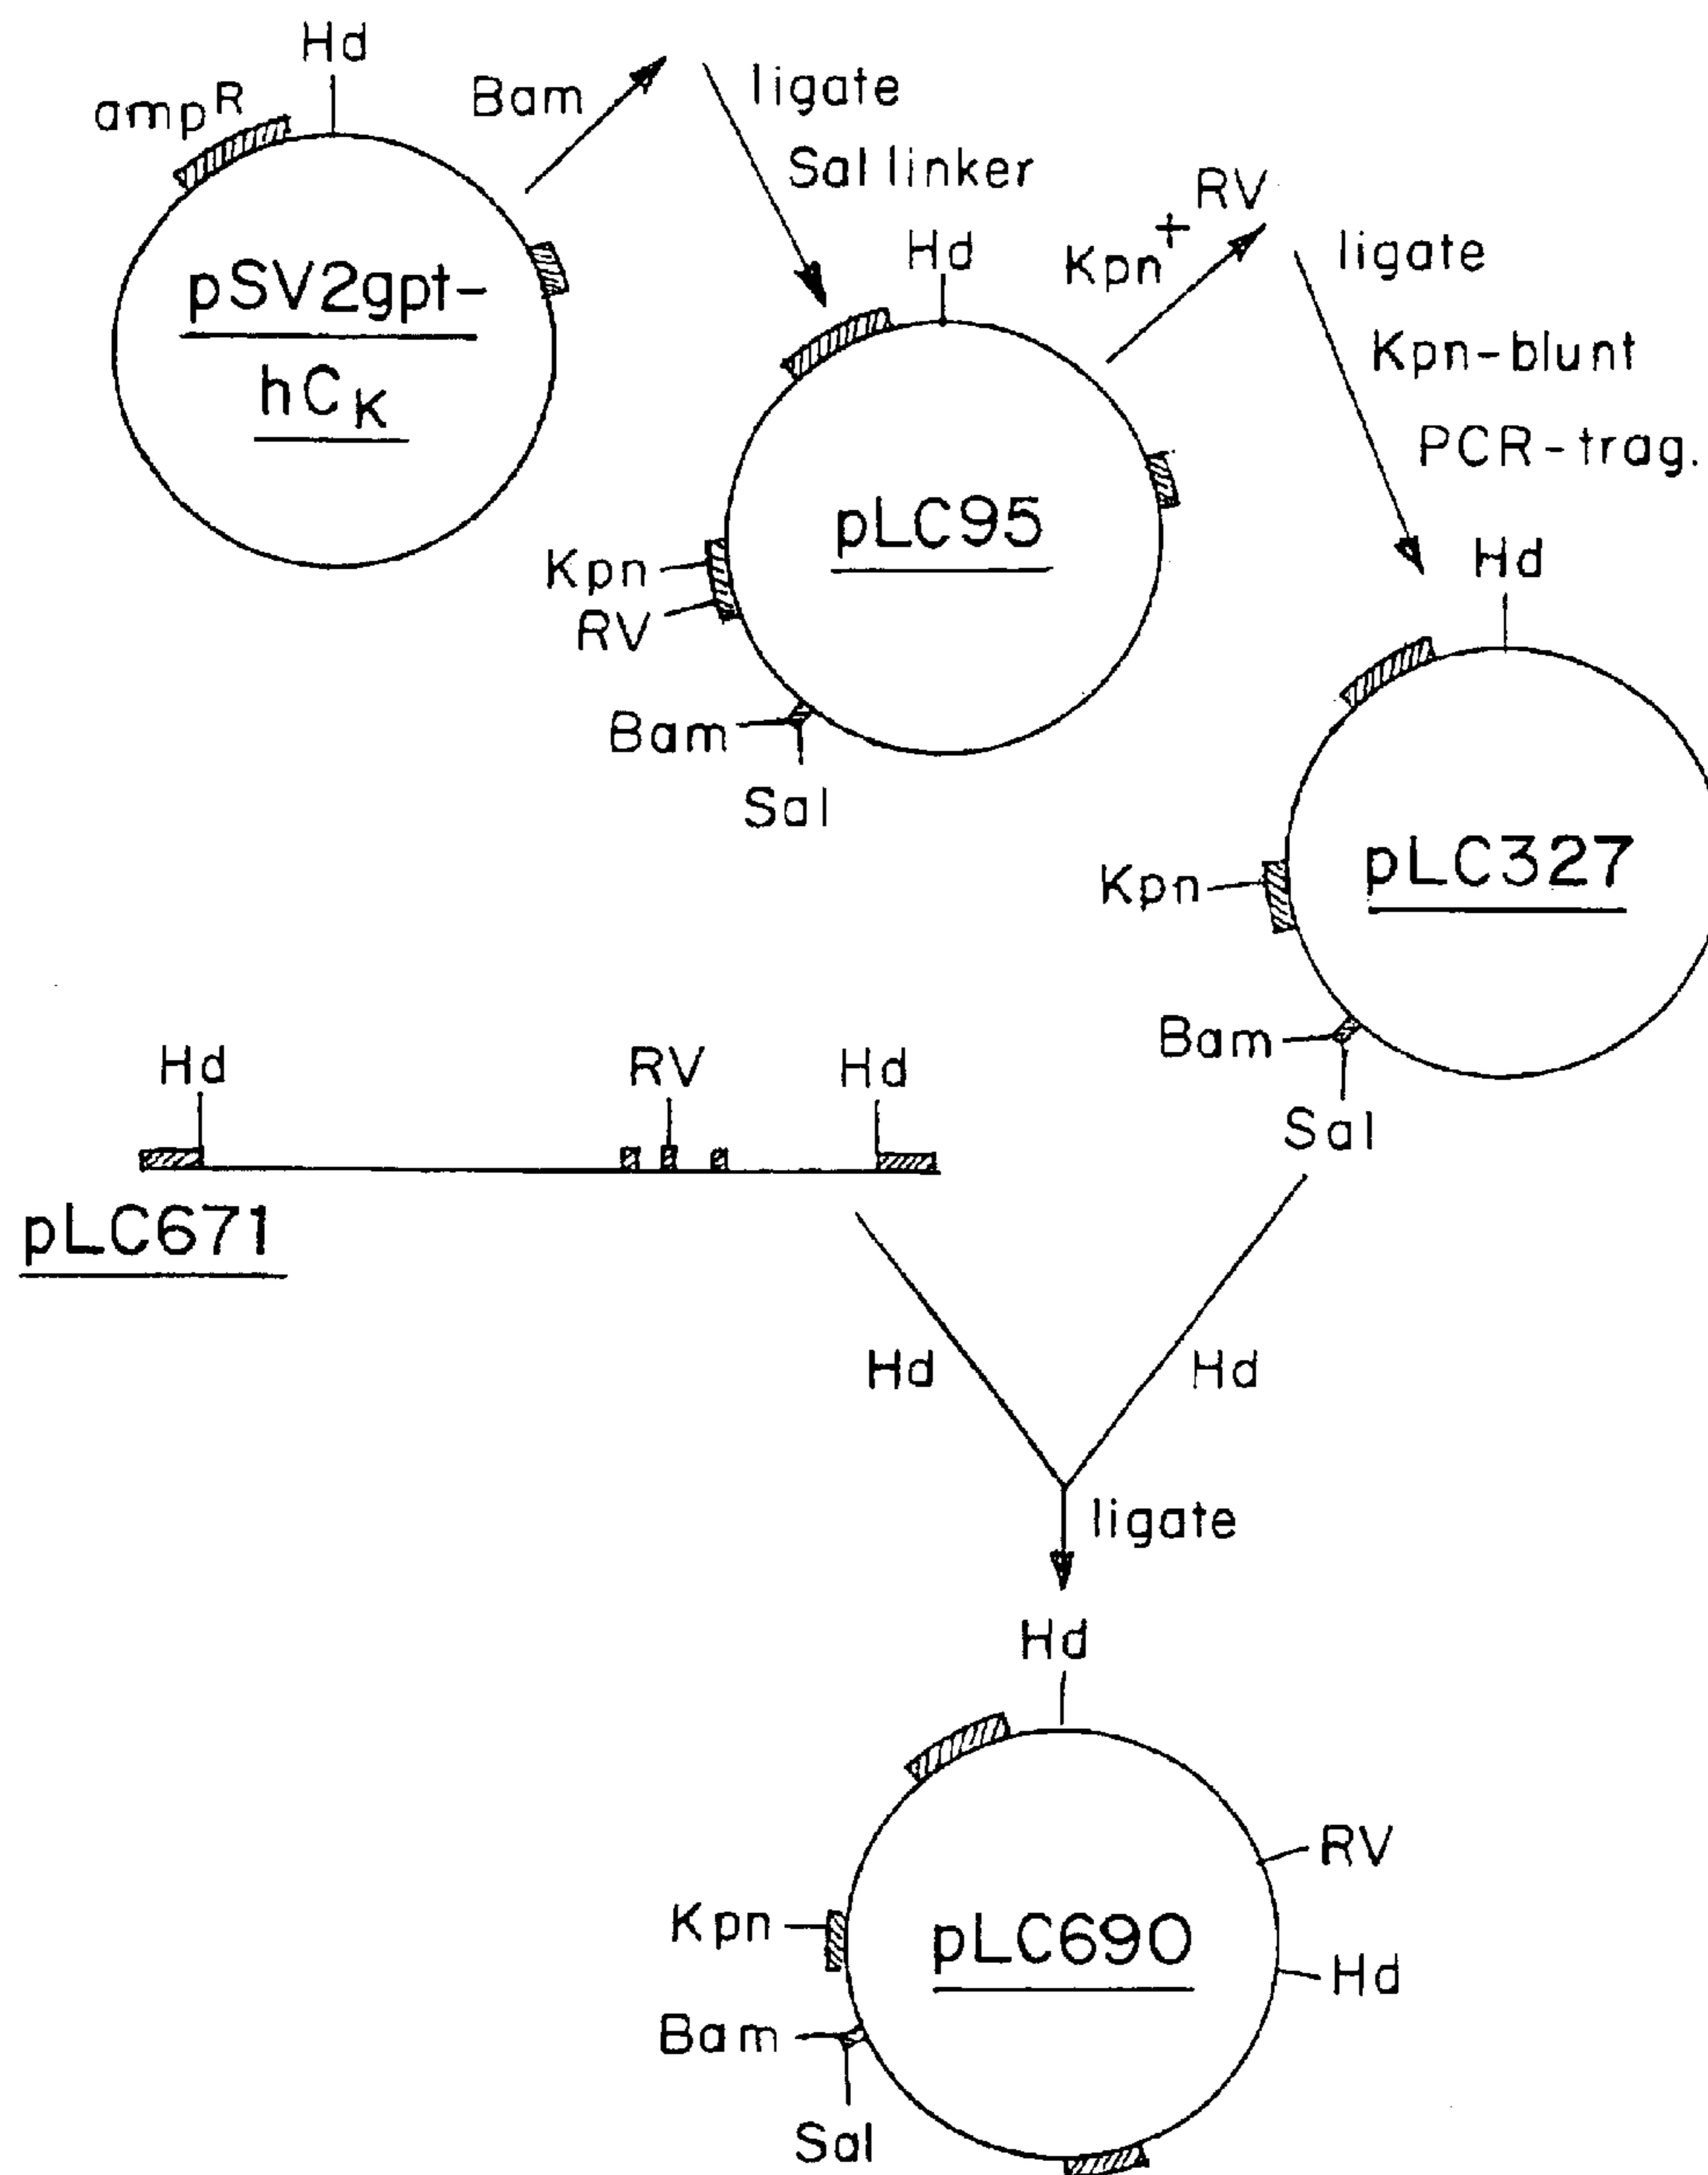 Hd
ampR
Bam
ligate
Sal linker
pSV2gpt-
hCK
Kpn + RV
ligate
Kpn-blunt
PCR-trag.
Hd
pLC95
Kpn
RV
Bam
Sal
Hd
pLC327
Kpn
Bam
Sal
Hd
RV
Hd
pLC671
Hd
Hd
ligate
Hd
RV
Kpn
pLC690
Hd
Bam
Sal